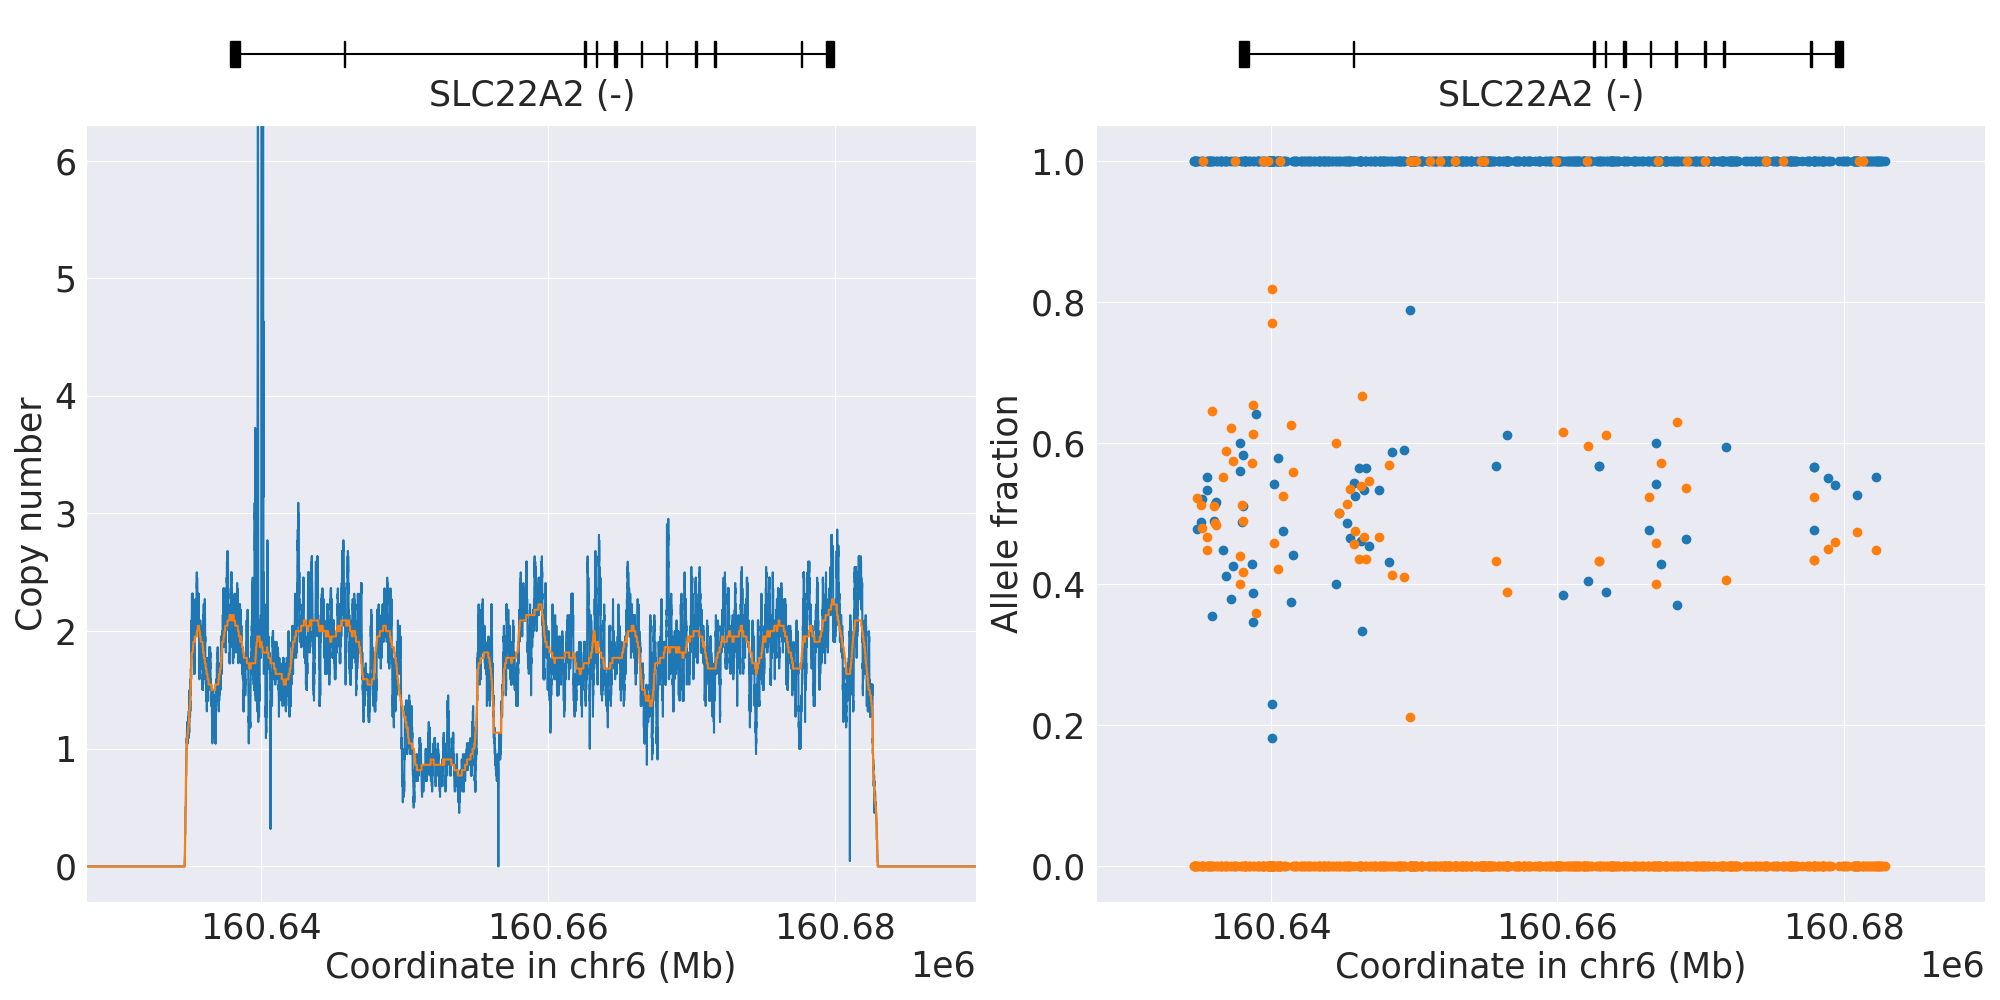 SLC22A2 (-)
6
5
4
3
2
1
0
Copy number
160.64
160.66
160.68
Coordinate in chr6 (Mb)
1e6
SLC22A2 (-)
1.0
0.8
0.6
0.4
0.2
0.0
Allele fraction
160.64
160.66
160.68
Coordinate in chr6 (Mb)
1e6